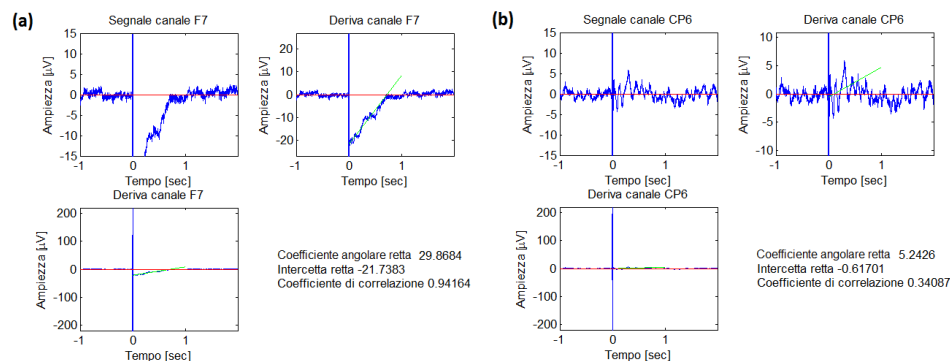 (a)
Segnale canale F7
Ampiezza [µV]
15
10
5
0
-5
-10
15
-1
0
1
2
Tempo [sec]
Deriva canale F7
Ampiezza [µV]
20
10
0
-10
-20
-1
0
1
2
Tempo [sec]
Deriva canale F7
Ampiezza [µV]
200
100
0
-100
-200
-1
0
1
2
Tempo [sec]
Coefficiente angolare retta 29.8684
Intercetta retta -21.7383
Coefficiente di correlazione 0.94164
(b)
Segnale canale CP6
Ampiezza [µV]
15
10
5
0
-5
-10
15
-1
0
1
2
Tempo [sec]
Deriva canale CP6
Ampiezza [µV]
10
5
0
-5
-10
-1
0
1
2
Tempo [sec]
Deriva canale CP6
Ampiezza [µV]
200
100
0
-100
-200
-1
0
1
2
Tempo [sec]
Coefficiente angolare retta 5.2426
Intercetta retta -0.61701
Coefficiente di correlazione 0.34087